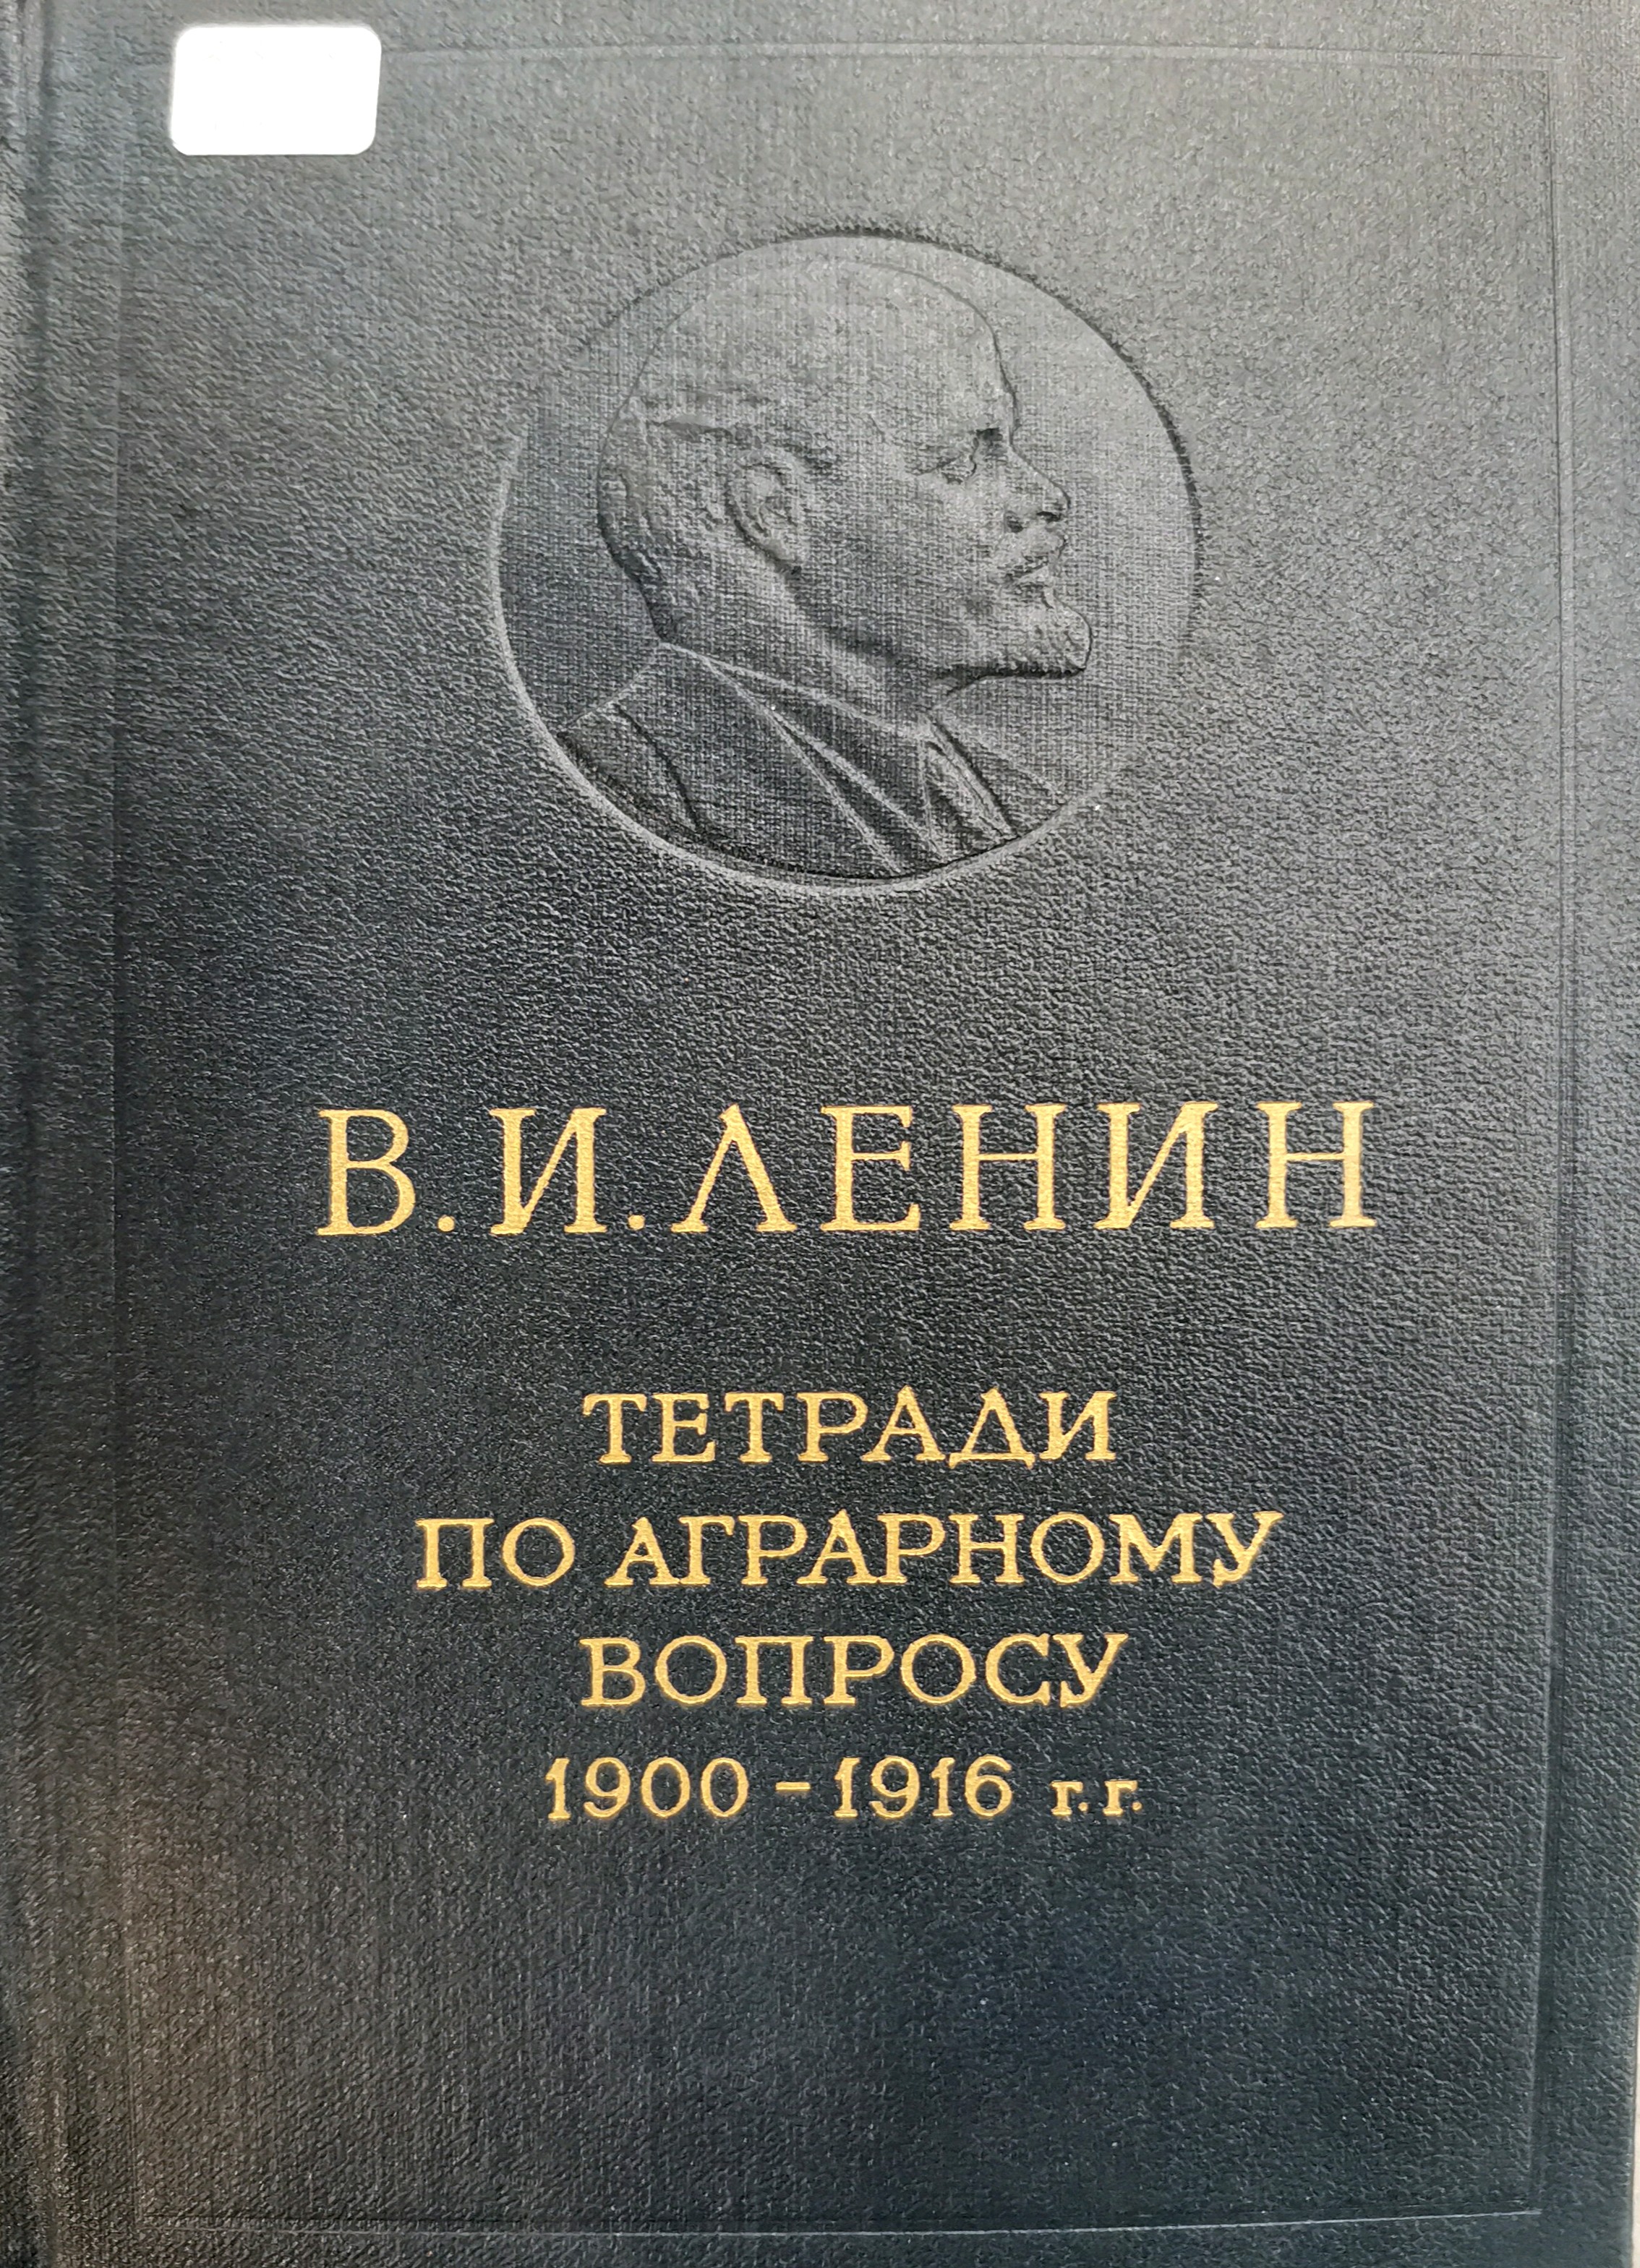 В. И. ЛЕНИН
ТЕТРАДИ
ПО АГРАРНОМУ
ВОПРОСУ
1900 - 1916 г. г.